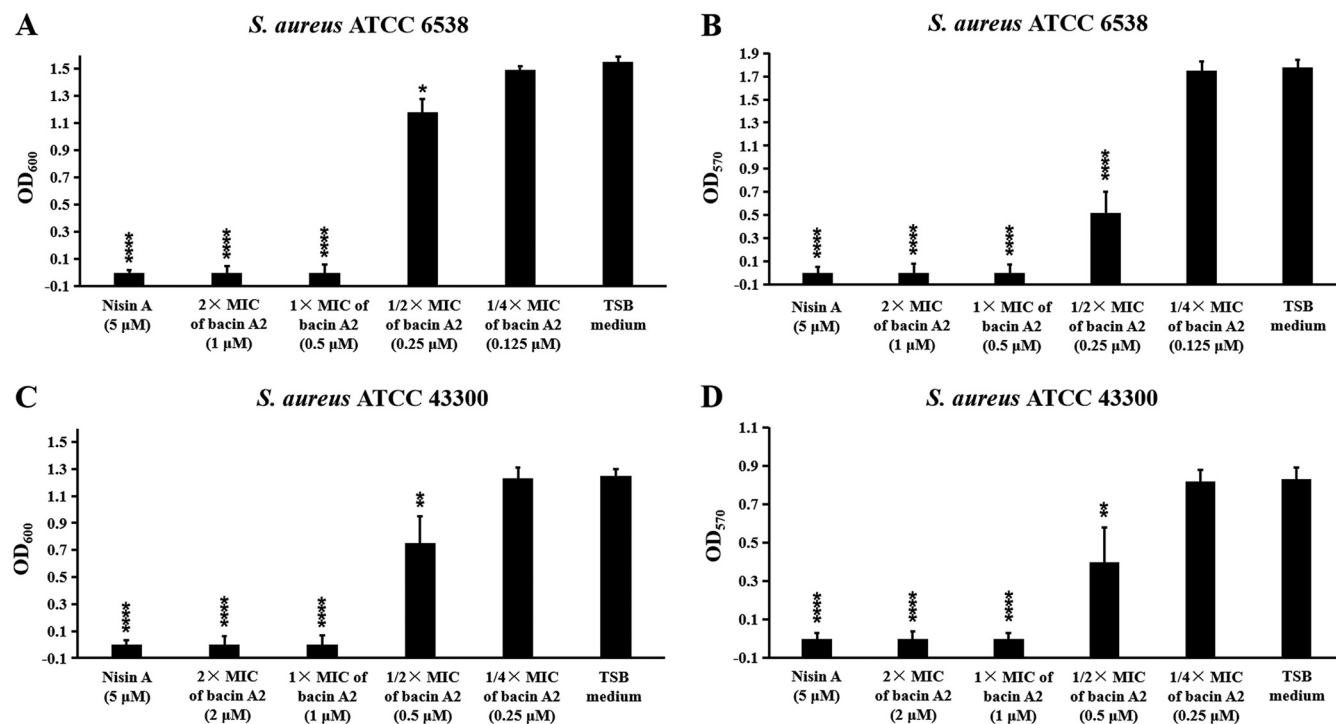 A
S. aureus ATCC 6538
OD600
1.5
1.3
1.1
0.9
0.7
0.5
0.3
0.1
-0.1
****
****
****
*
Nisin A
(5 μM)
2× MIC
of bacin A2
(1 μM)
1× MIC of
bacin A2
(0.5 μM)
1/2× MIC
of bacin A2
(0.25 μM)
1/4× MIC
of bacin A2
(0.125 μM)
TSB
medium
B
S. aureus ATCC 6538
OD570
1.9
1.7
1.5
1.3
1.1
0.9
0.7
0.5
0.3
0.1
-0.1
****
****
****
****
Nisin A
(5 μM)
2× MIC
of bacin A2
(1 μM)
1× MIC of
bacin A2
(0.5 μM)
1/2× MIC
of bacin A2
(0.25 μM)
1/4× MIC
of bacin A2
(0.125 μM)
TSB
medium
C
S. aureus ATCC 43300
OD600
1.5
1.3
1.1
0.9
0.7
0.5
0.3
0.1
-0.1
****
****
****
**
Nisin A
(5 μM)
2× MIC
of bacin A2
(2 μM)
1× MIC of
bacin A2
(1 μM)
1/2× MIC
of bacin A2
(0.5 μM)
1/4× MIC
of bacin A2
(0.25 μM)
TSB
medium
D
S. aureus ATCC 43300
OD570
1.1
0.9
0.7
0.5
0.3
0.1
-0.1
****
****
****
**
Nisin A
(5 μM)
2× MIC
of bacin A2
(2 μM)
1× MIC of
bacin A2
(1 μM)
1/2× MIC
of bacin A2
(0.5 μM)
1/4× MIC
of bacin A2
(0.25 μM)
TSB
medium